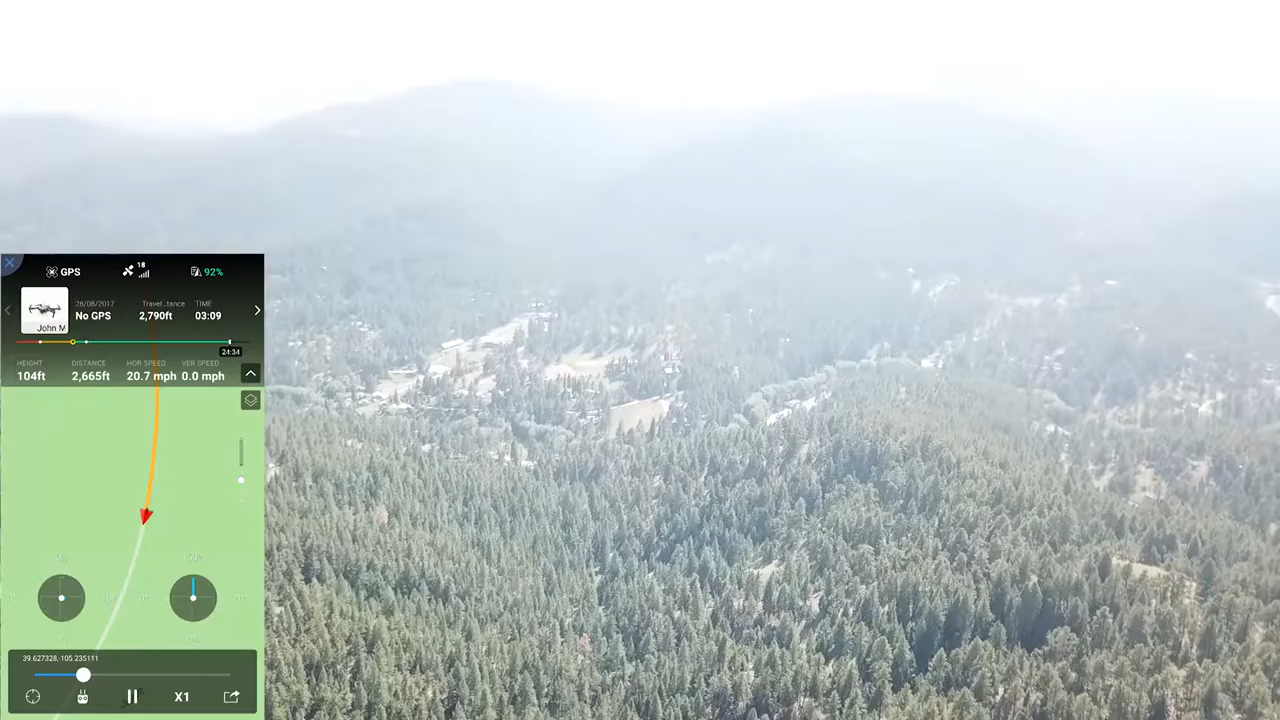 GPS
18
92%
28/08/2017
Travel...tance
TIME
No GPS
2,790ft
03:09
John M
24:34
HEIGHT
DISTANCE
HOR SPEED
VER SPEED
104ft
2,665ft
20.7 mph
0.0 mph
39.627328,-105.235111
X1